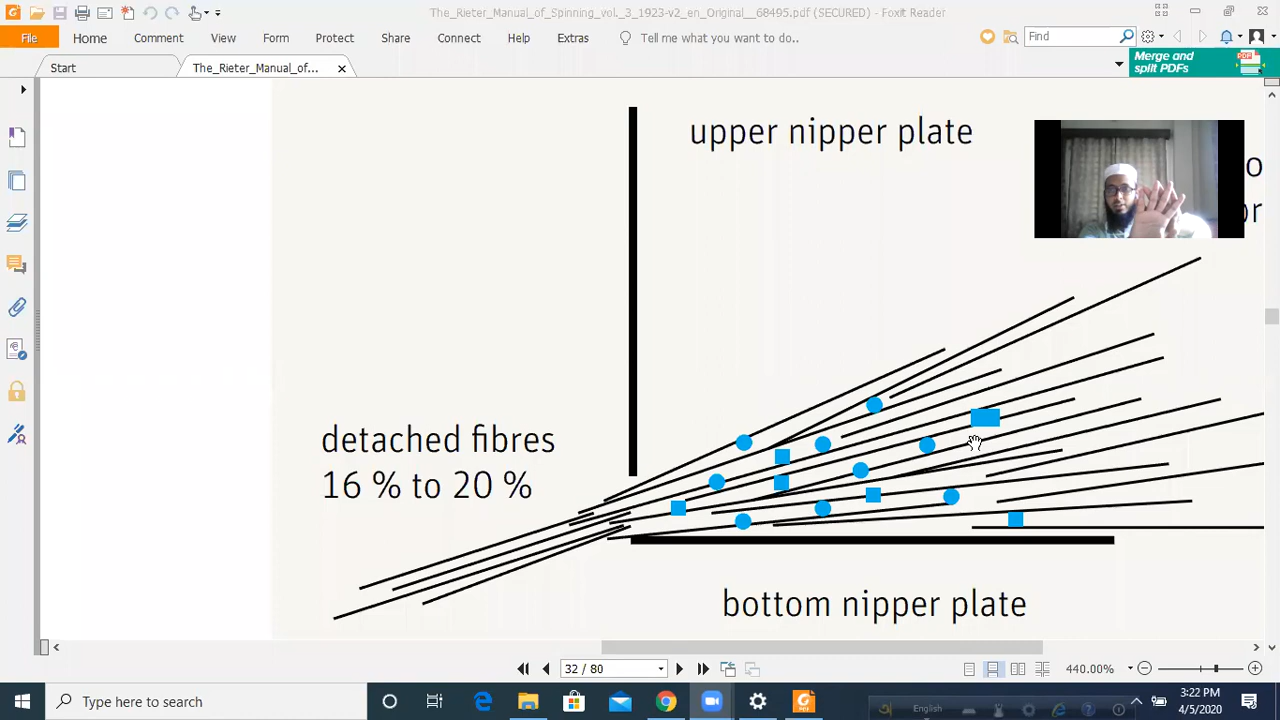 The_Rieter_Manual_of_Spinning_vol._3_1923-v2_en_Original__68495.pdf (SECURED) - Foxit Reader
File Home Comment View Form Protect Share Connect Help Extras Tell me what you want to do.. Find
Start The_Rieter_Manual_of...
Merge and
split PDFs
upper nipper plate
detached fibres
16 % to 20 %
bottom nipper plate
32 / 80
440.00%
Type here to search
English
3:22 PM
4/5/2020